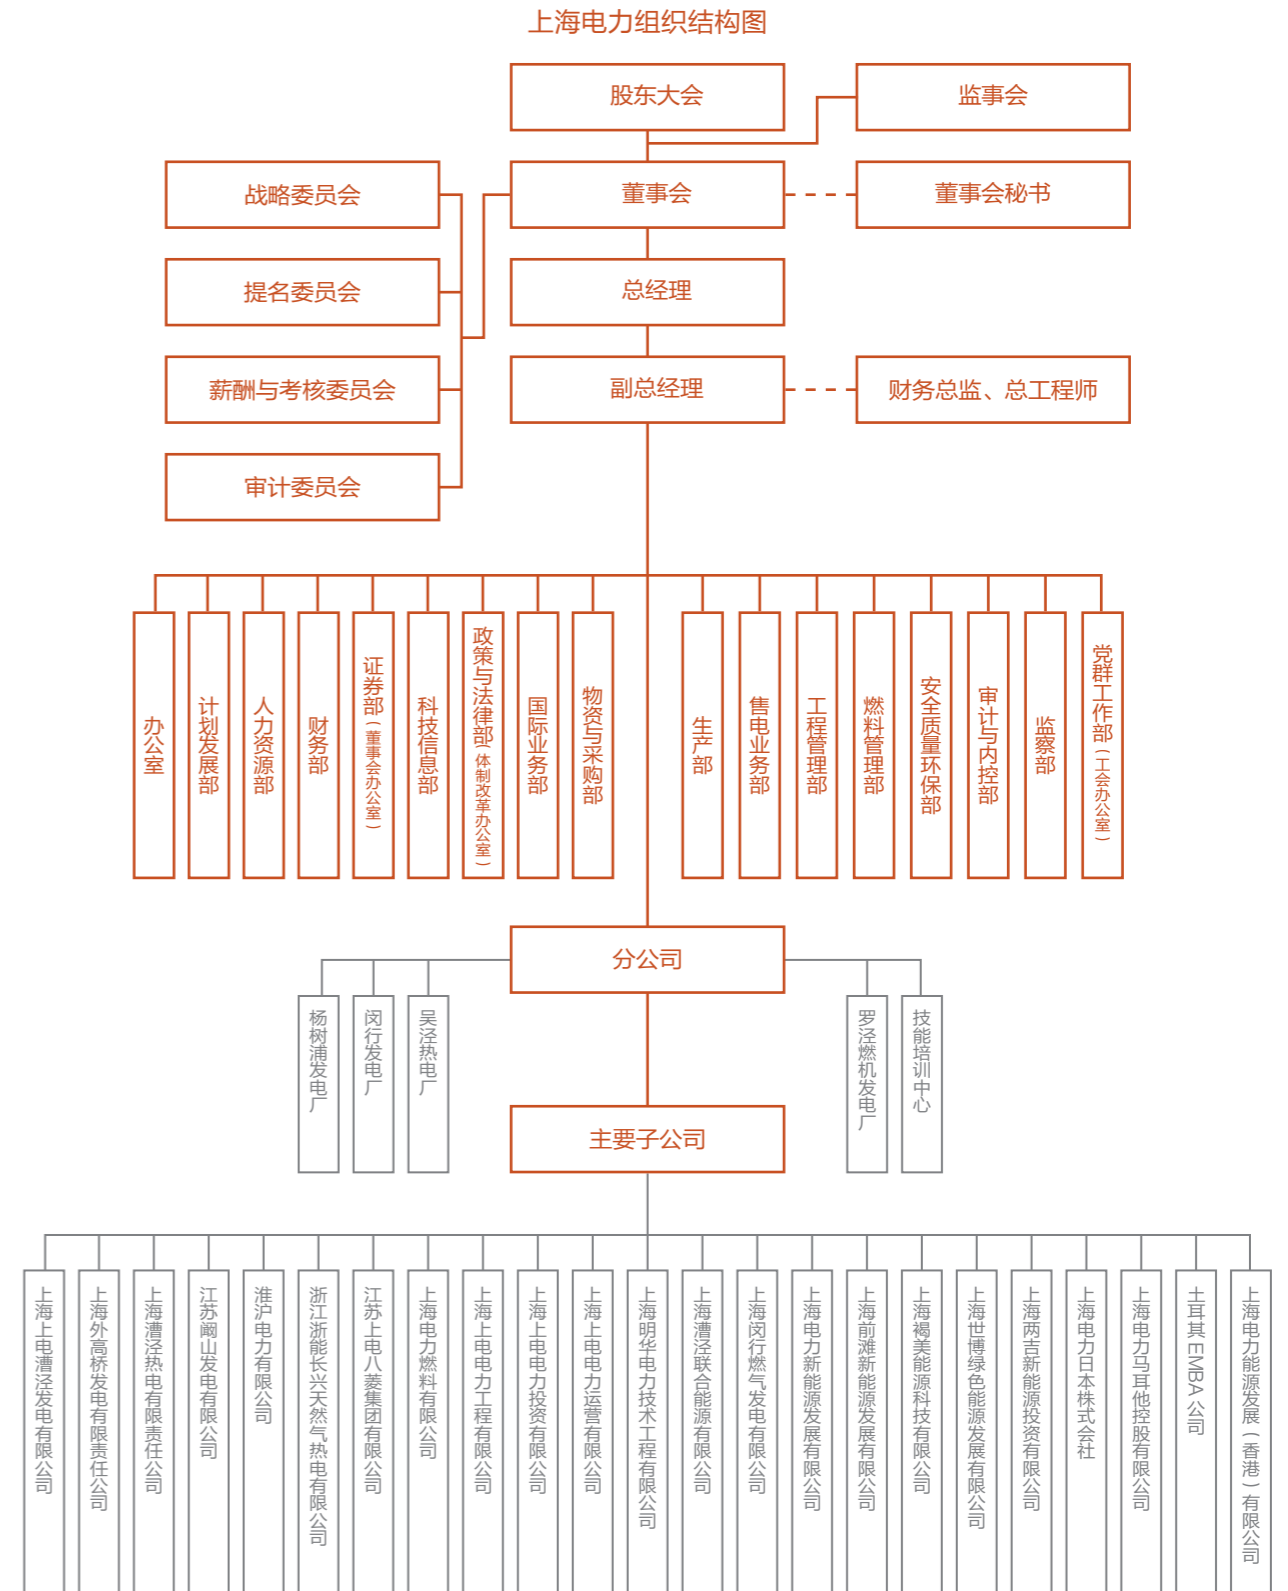 上海电力组织结构图
股东大会
监事会
战略委员会
董事会
董事会秘书
提名委员会
总经理
薪酬与考核委员会
副总经理
财务总监、总工程师
审计委员会
办公室
计划发展部
人力资源部
财务部
证券部(董事会办公室)
科技信息部
政策与法律部(体制改革办公室)
国际业务部
物资与采购部
生产部
售电业务部
工程管理部
燃料管理部
安全质量环保部
审计与内控部
监察部
党群工作部(工会办公室)
分公司
杨树浦发电厂
闵行发电厂
吴泾热电厂
罗泾燃机发电厂
技能培训中心
主要子公司
上海上电漕泾发电有限公司
上海外高桥发电有限责任公司
上海漕泾热电有限责任公司
江苏阚山发电有限公司
淮沪电力有限公司
浙江浙能长兴天然气热电有限公司
江苏上电八菱集团有限公司
上海电力燃料有限公司
上海上电电力工程有限公司
上海上电电力投资有限公司
上海上电电力运营有限公司
上海明华电力技术工程有限公司
上海漕泾联合能源有限公司
上海闵行燃气发电有限公司
上海电力新能源发展有限公司
上海前滩新能源发展有限公司
上海褐美能源科技有限公司
上海世博绿色能源发展有限公司
上海两吉新能源投资有限公司
上海电力日本株式会社
上海电力马耳他控股有限公司
土耳其 EMBA 公司
上海电力能源发展(香港)有限公司